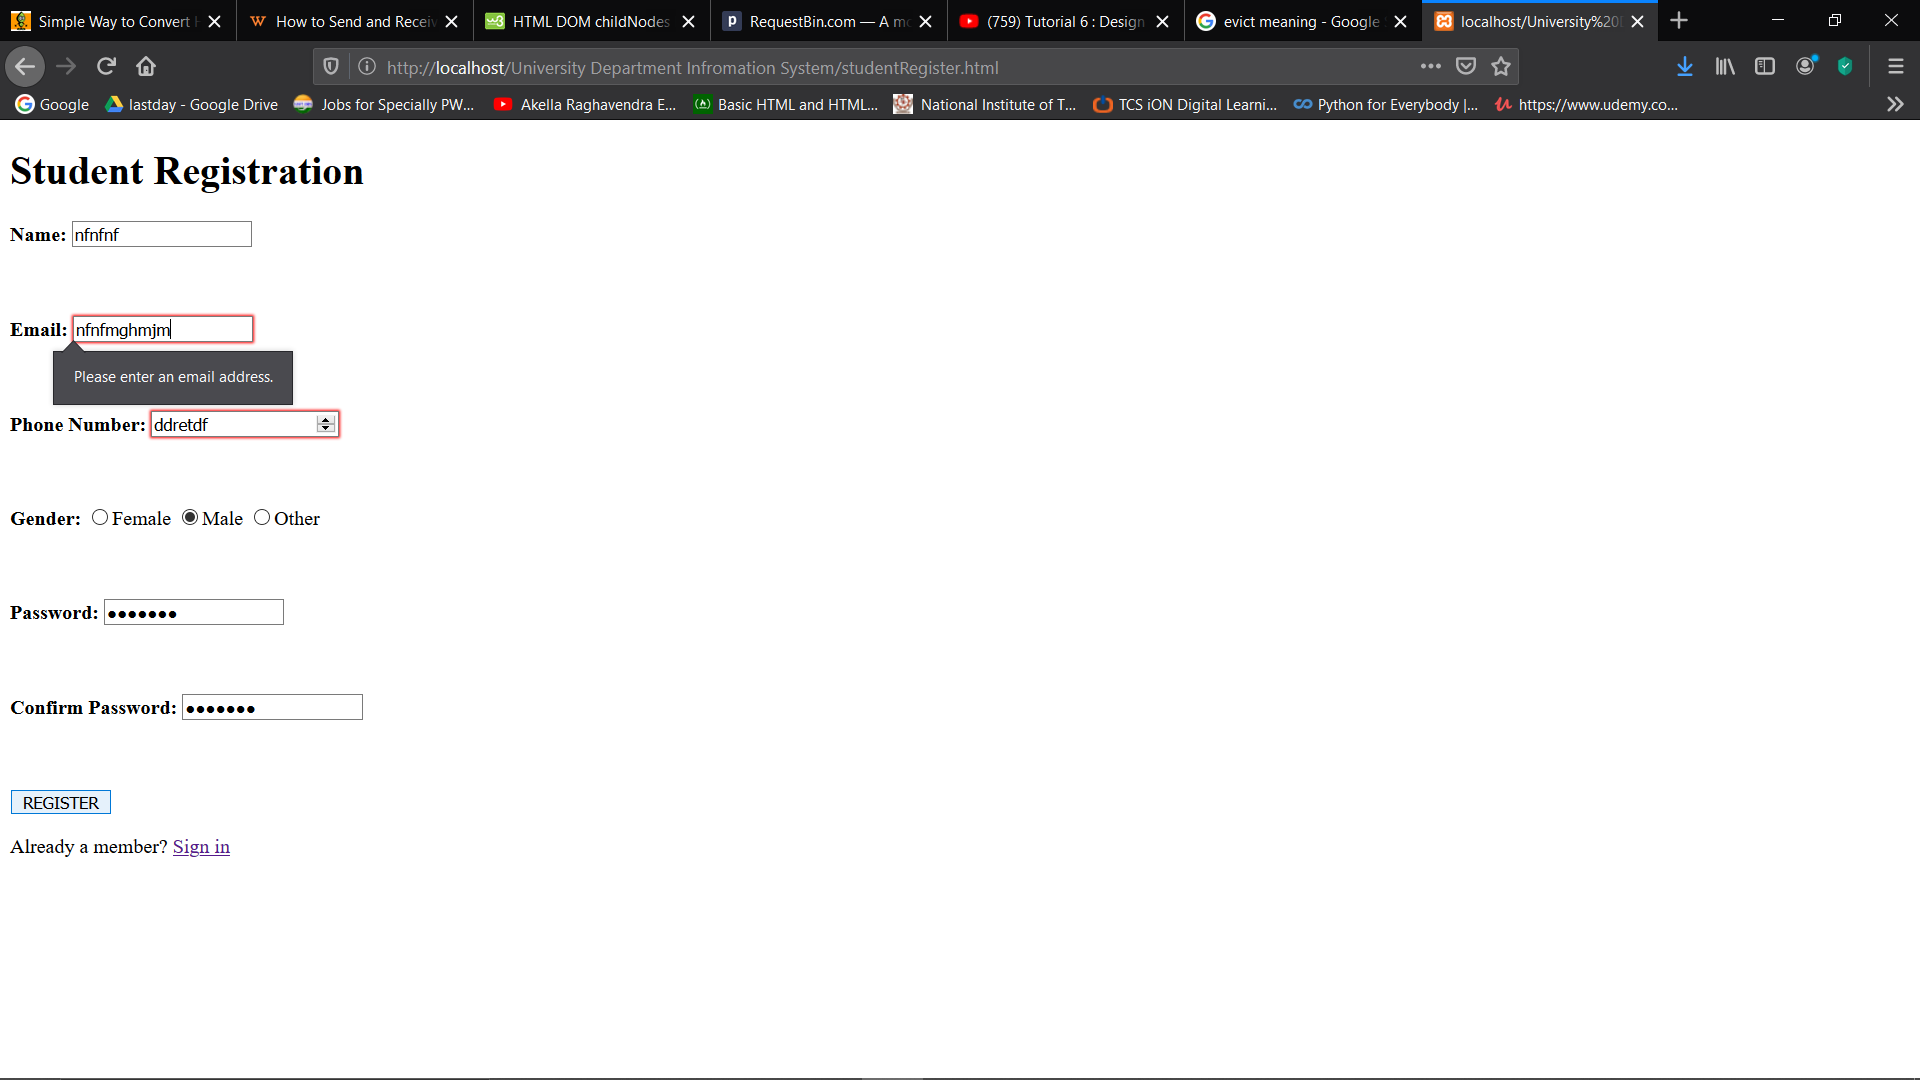 Simple Way to Convert H
How to Send and Receiv
HTML DOM childNodes
RequestBin.com — A mo
(759) Tutorial 6 : Design
evict meaning - Google S
localhost/University%20D
http://localhost/University Department Infromation System/studentRegister.html
Google
lastday - Google Drive
Jobs for Specially PW...
Akella Raghavendra E...
Basic HTML and HTML...
National Institute of T...
TCS iON Digital Learni...
Python for Everybody |...
https://www.udemy.co...
Student Registration
Name: nfnfnf
Email: nfnfmghmjm
Please enter an email address.
Phone Number: ddretdf
Gender: Female Male Other
Password: ●●●●●●●
Confirm Password: ●●●●●●●
REGISTER
Already a member? Sign in